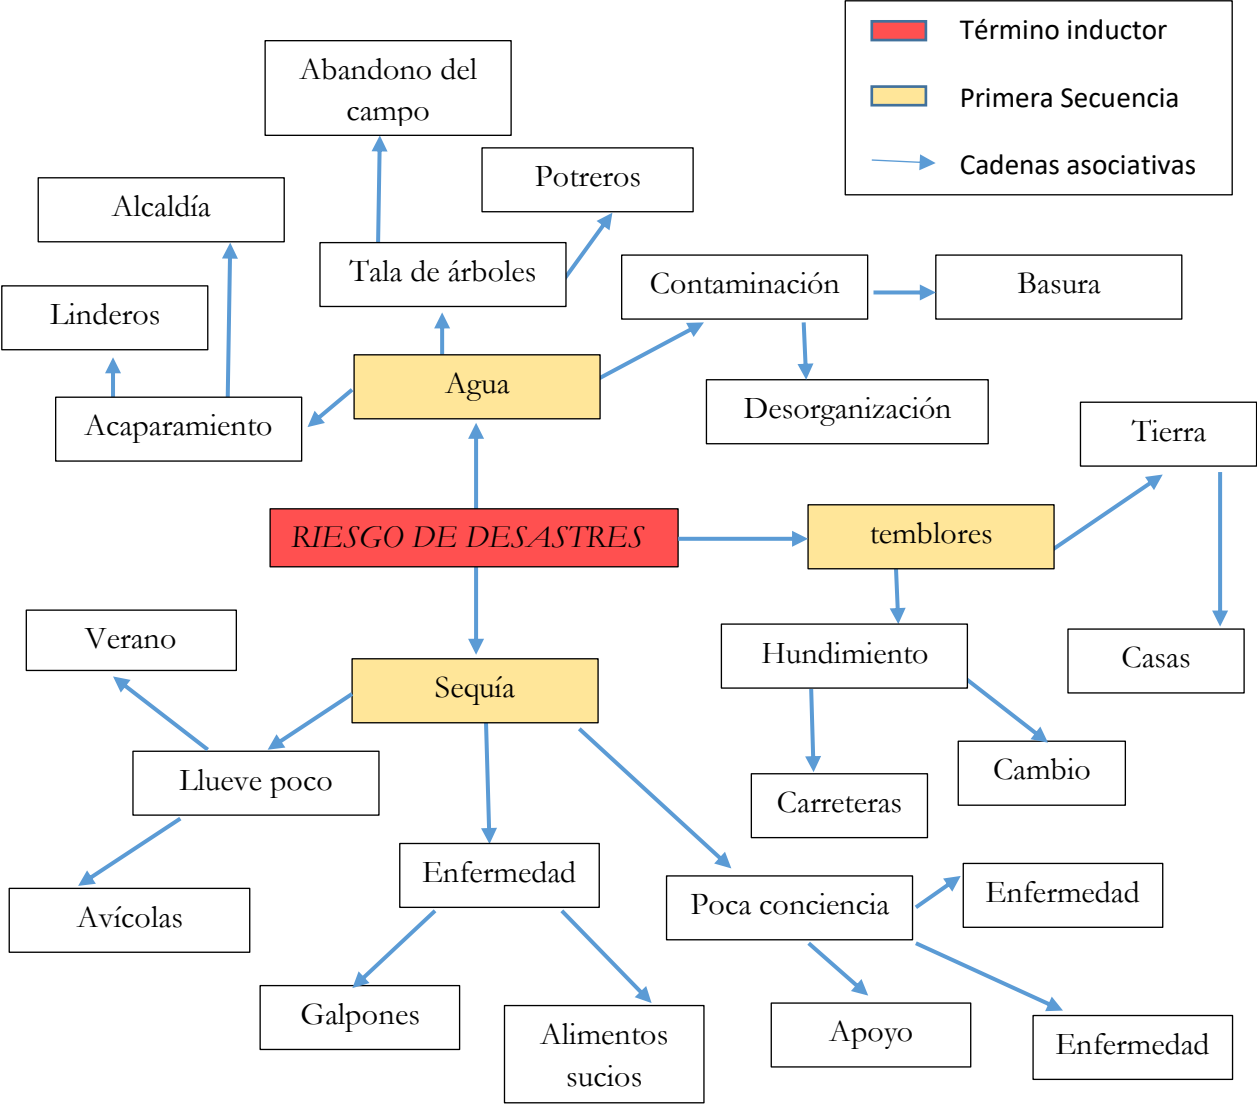 Término inductor
Primera Secuencia
Cadenas asociativas
Abandono del
campo
Potreros
Alcaldía
Tala de árboles
Contaminación
Basura
Linderos
Agua
Desorganización
Acaparamiento
Tierra
RIESGO DE DESASTRES
temblores
Verano
Hundimiento
Casas
Sequía
Llueve poco
Cambio
Carreteras
Enfermedad
Poca conciencia
Enfermedad
Avícolas
Galpones
Alimentos
sucios
Apoyo
Enfermedad